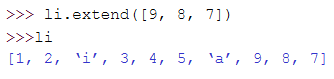 >>> li.extend([9, 8, 7])
>>>li
[1, 2, ‘i’, 3, 4, 5, ‘a’, 9, 8, 7]